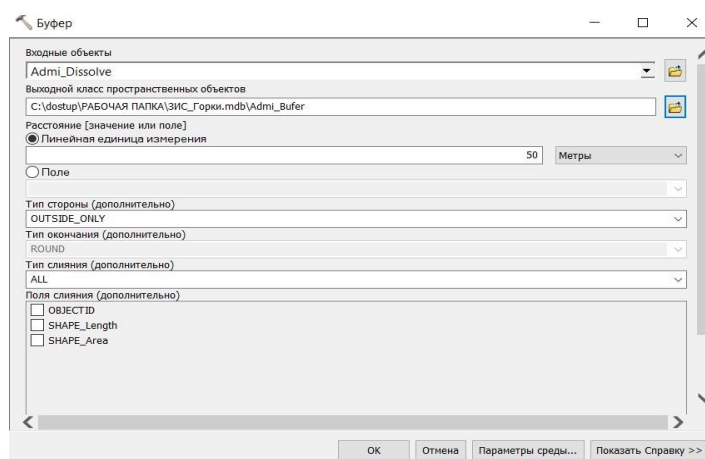 Буфер
Входные объекты
Admi_Dissolve
Выходной класс пространственных объектов
C:\dostup\РАБОЧАЯ ПАПКА\ЗИС_Горки.mdb\Admi_Bufer
Расстояние [значение или поле]
Линейная единица измерения
50 Метры
Поле
Тип стороны (дополнительно)
OUTSIDE_ONLY
Тип окончания (дополнительно)
ROUND
Тип слияния (дополнительно)
ALL
Поля слияния (дополнительно)
OBJECTID
SHAPE_Length
SHAPE_Area
OK Отмена Параметры среды... Показать Справку >>